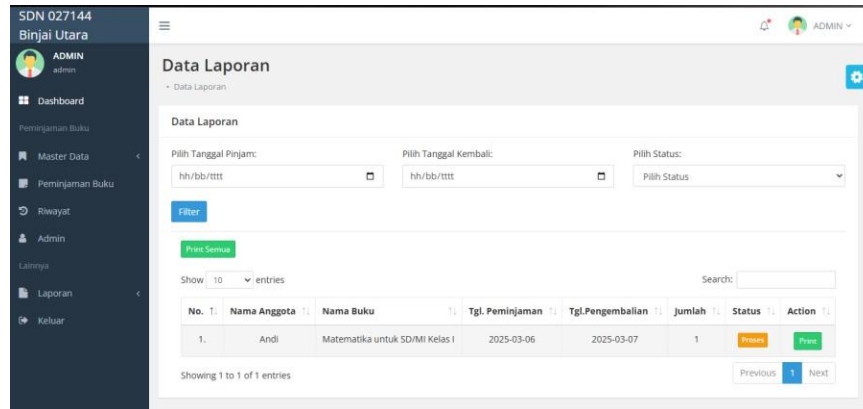 SDN 027144
Binjai Utara
ADMIN
admin
Dashboard
Peminjaman Buku
Master Data
Peminjaman Buku
Riwayat
Admin
Lainnya
Laporan
Keluar
ADMIN
Data Laporan
• Data Laporan
Data Laporan
Pilih Tanggal Pinjam: Pilih Tanggal Kembali: Pilih Status:
hh/bb/tttt hh/bb/tttt Pilih Status
Filter
Print Semua
Show 10 entries Search:
No. Nama Anggota Nama Buku Tgl. Peminjaman Tgl.Pengembalian Jumlah Status Action
1. Andi Matematika untuk SD/MI Kelas I 2025-03-06 2025-03-07 1 Proses Print
Showing 1 to 1 of 1 entries Previous 1 Next